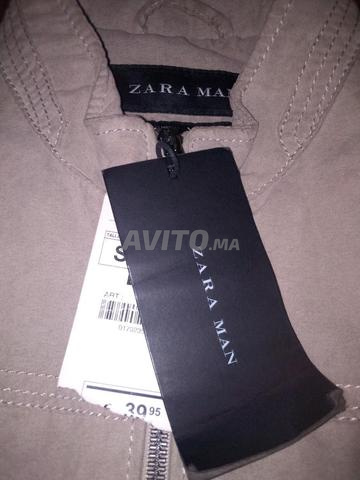 ZARA MAN
TALLA
S
AVITO.MA
ART.
ZARA MAN
39,95